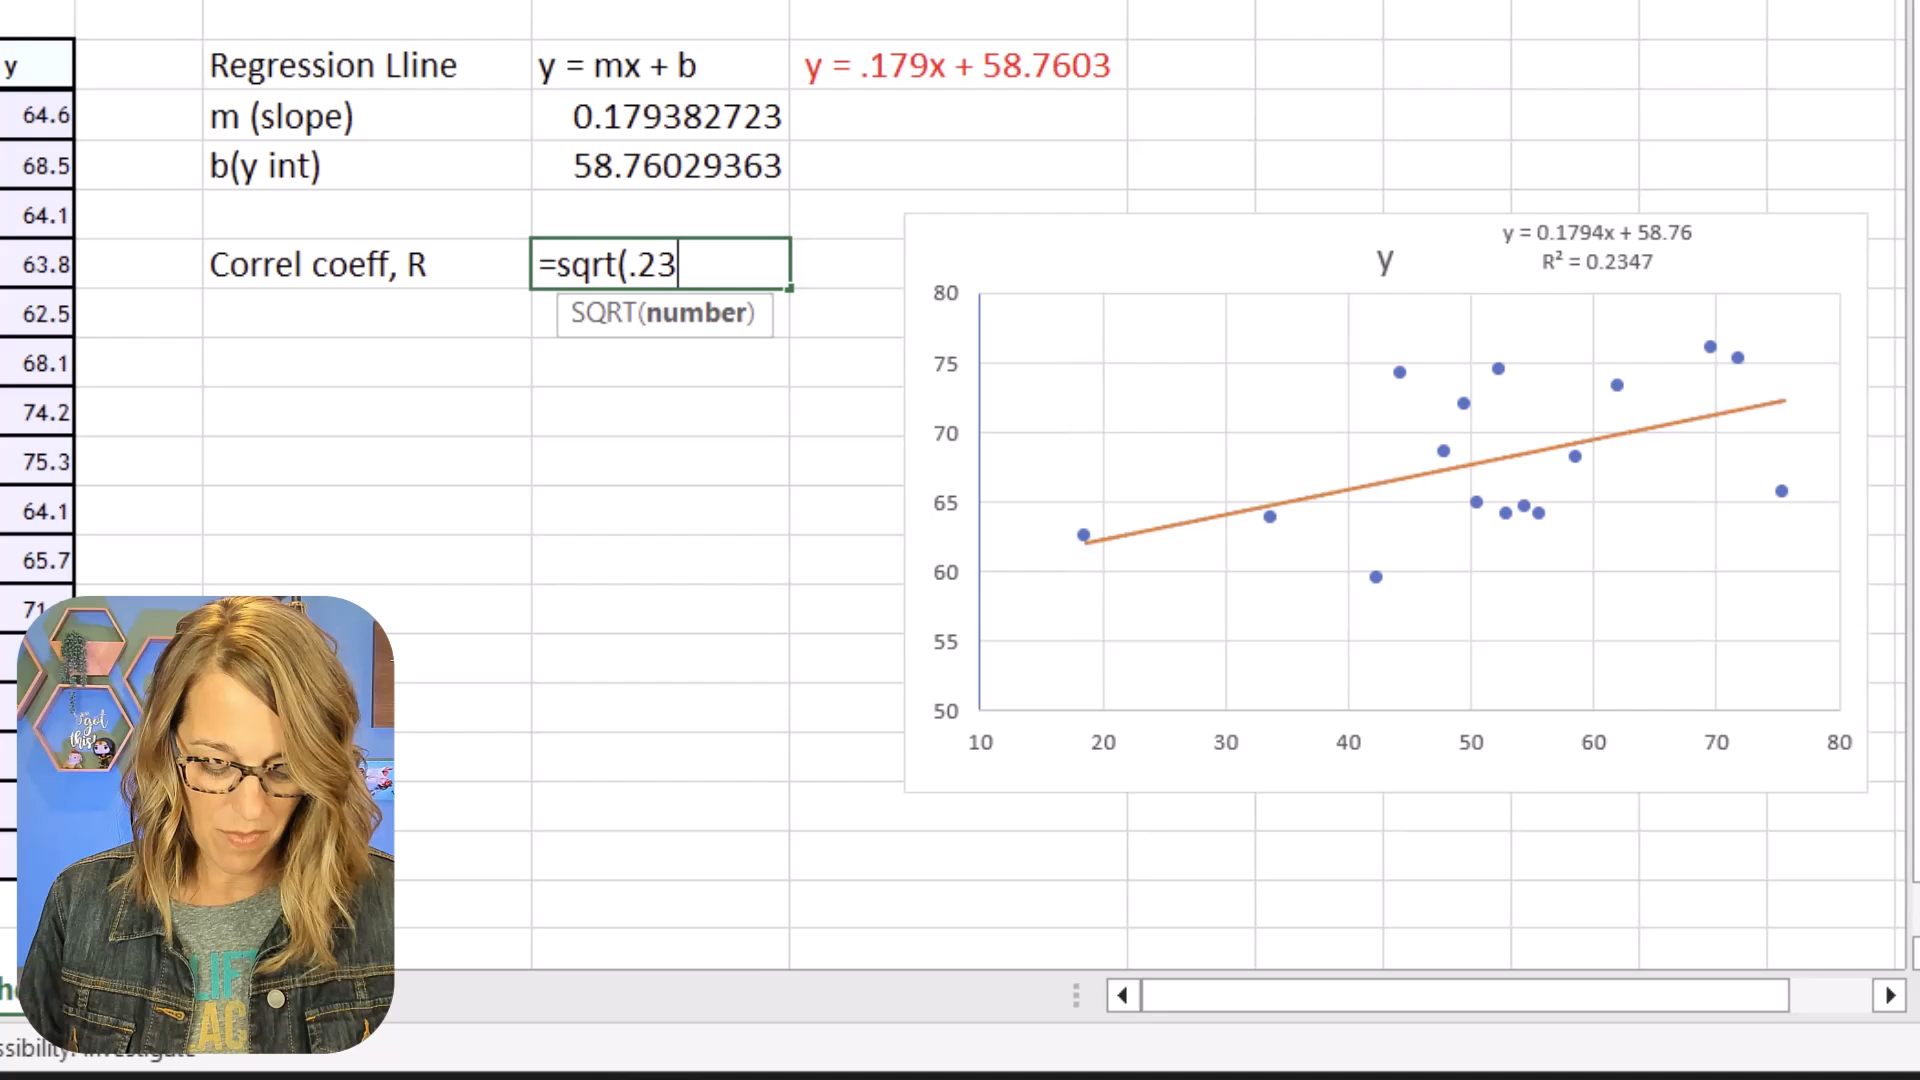 y
Regression Lline
y = mx + b
y = .179x + 58.7603
64.6
m (slope)
0.179382723
68.5
b(y int)
58.76029363
64.1
63.8
Correl coeff, R
=sqrt(.23
SQRT(number)
62.5
68.1
74.2
75.3
64.1
65.7
71
y
y = 0.1794x + 58.76
R² = 0.2347
80
75
70
65
60
55
50
10 20 30 40 50 60 70 80
got
this!